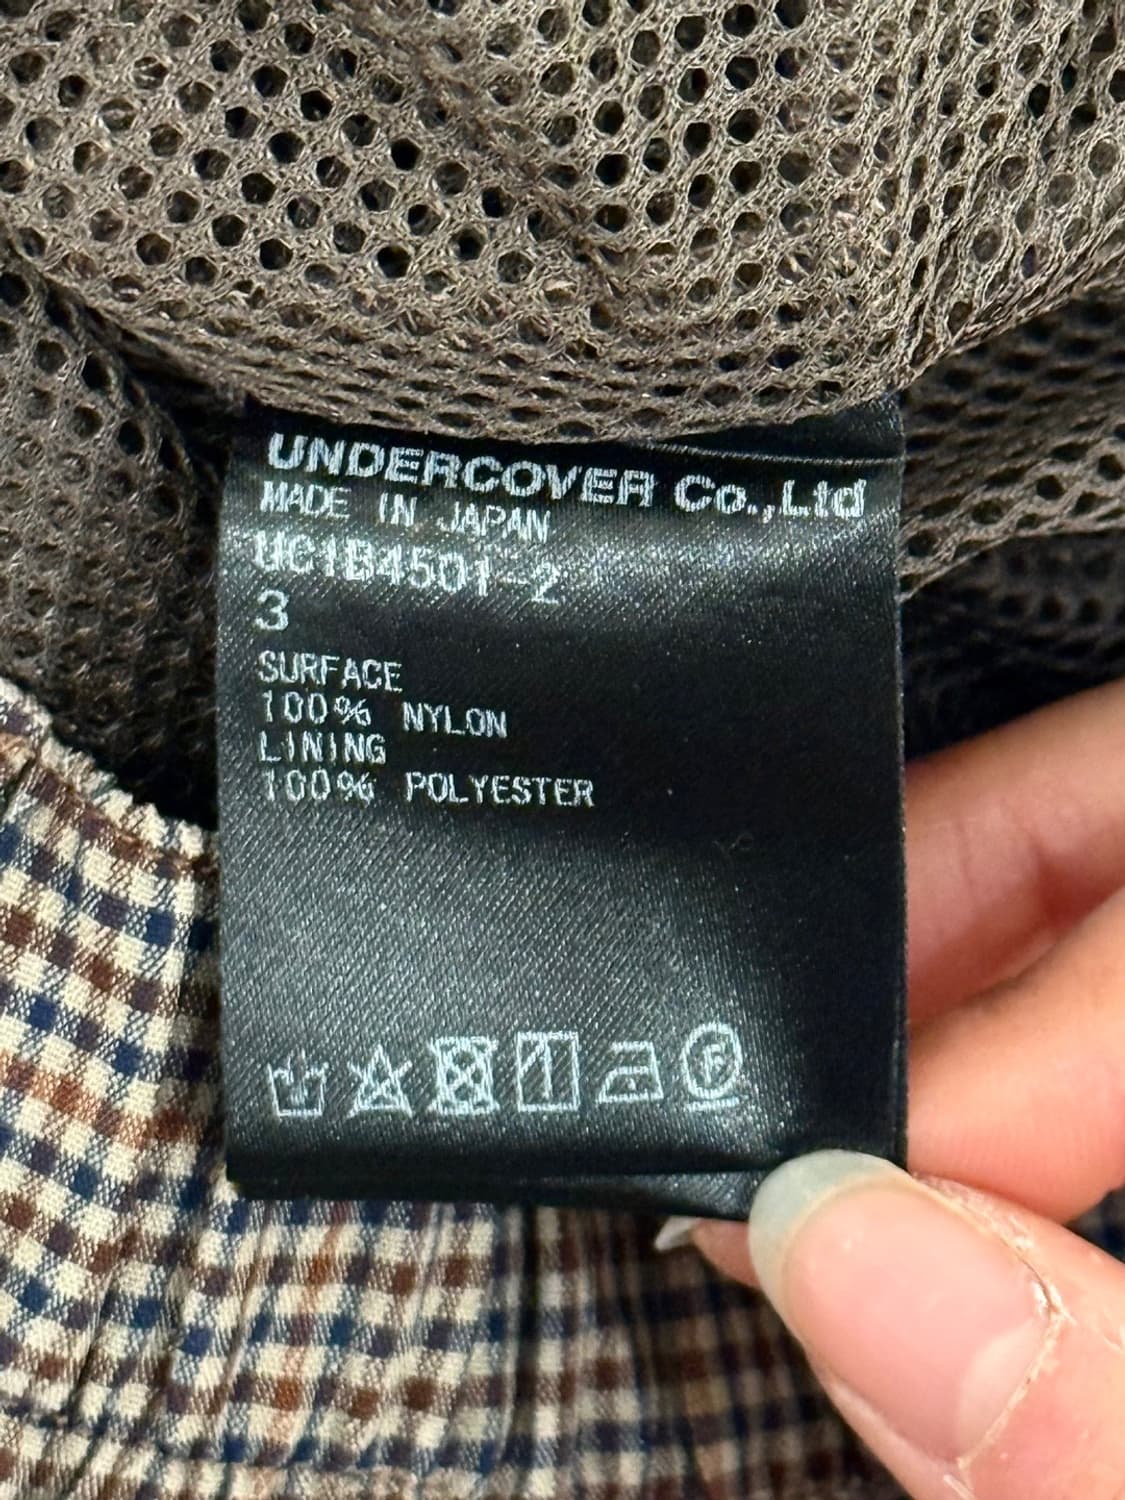 UNDERCOVER Co.,Ltd
MADE IN JAPAN
UC1B4501-2
3
SURFACE
100% NYLON
LINING
100% POLYESTER
F